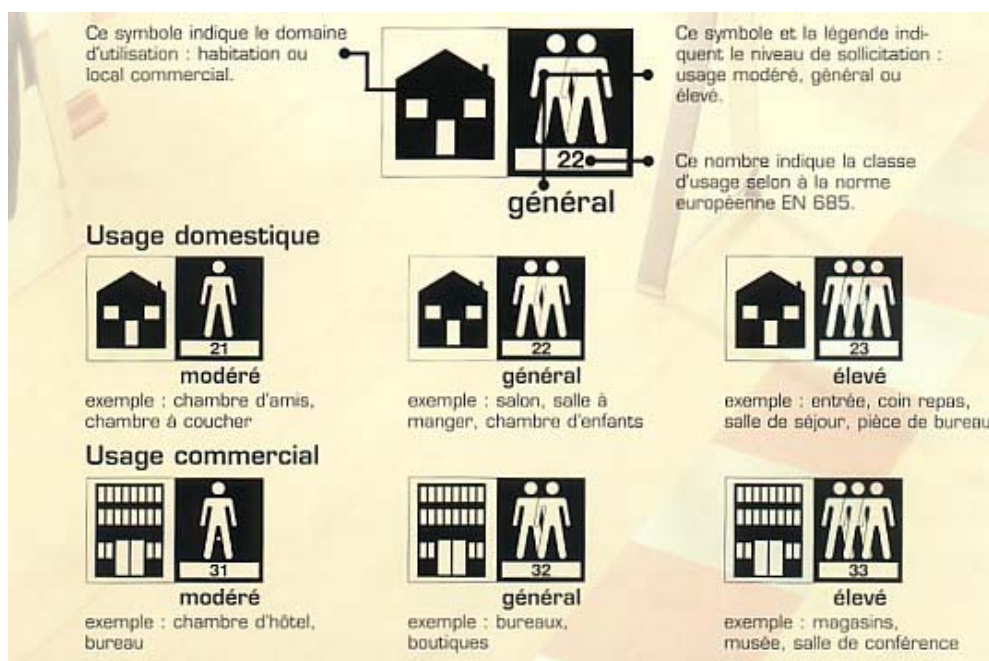 Ce symbole indique le domaine
d'utilisation : habitation ou
local commercial.
Ce symbole et la légende indi-
quent le niveau de sollicitation :
usage modéré, général ou
élevé.
22
Ce nombre indique la classe
d'usage selon à la norme
européenne EN 685.
général
Usage domestique
21
modéré
exemple : chambre d'amis,
chambre à coucher
22
général
exemple : salon, salle à
manger, chambre d'enfants
23
élevé
exemple : entrée, coin repas,
salle de séjour, pièce de bureau
Usage commercial
31
modéré
exemple : chambre d'hôtel,
bureau
32
général
exemple : bureaux,
boutiques
33
élevé
exemple : magasins,
musée, salle de conférence